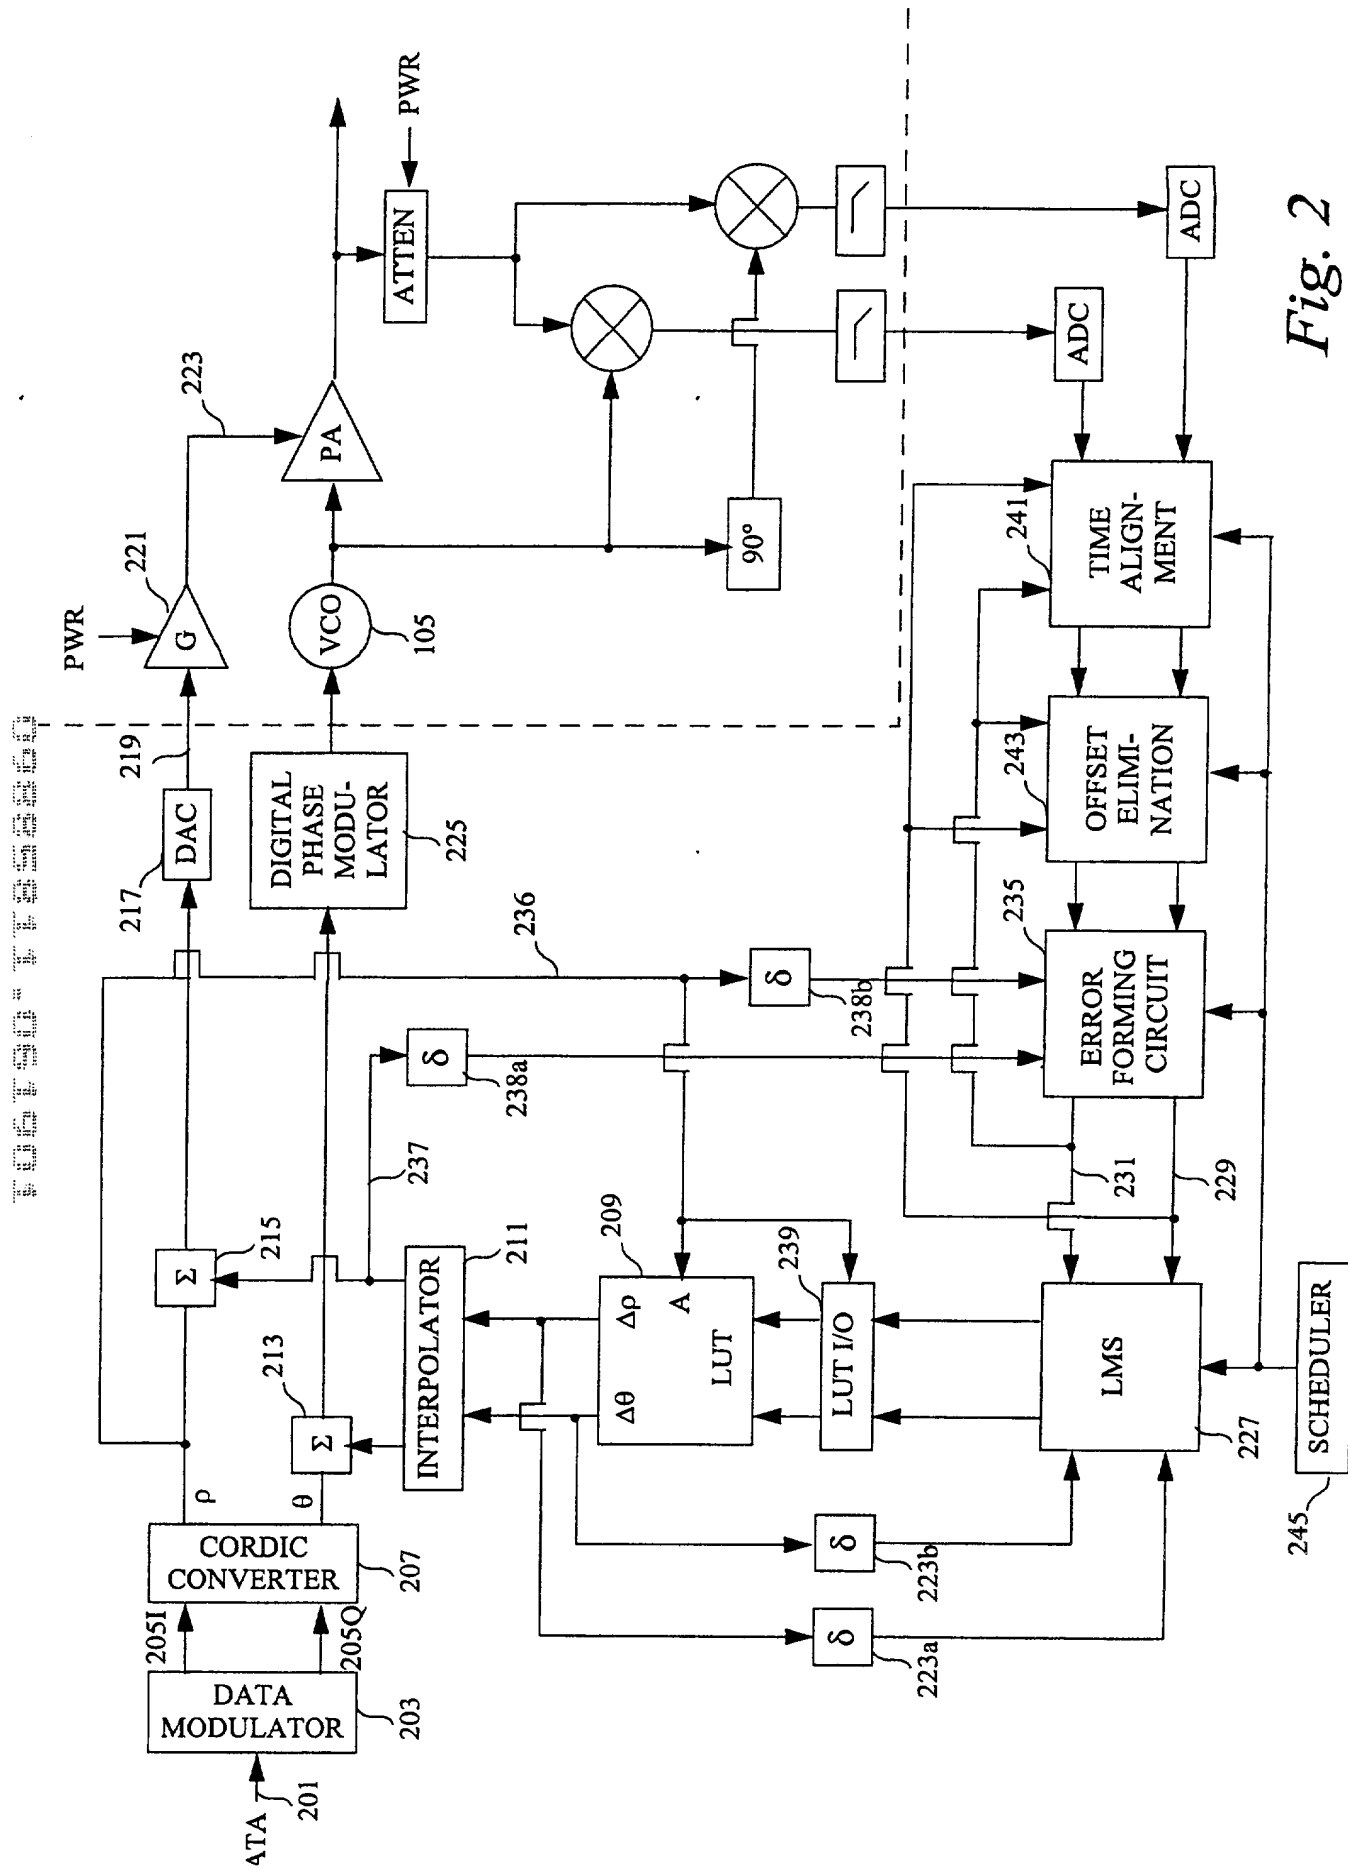 PWR
G
221
223
PA
VCO
105
ATTEN
PWR
90°
ADC
ADC
219
217
DAC
DIGITAL
PHASE
MODU-
LATOR
225
236
δ
238b
δ
238a
237
Σ
215
Σ
213
ρ
θ
CORDIC
CONVERTER
207
205I
205Q
DATA
MODULATOR
203
201
ATA
INTERPOLATOR
211
209
Δρ
A
Δθ
LUT
239
LUT I/O
δ
223b
δ
223a
LMS
227
231
229
ERROR
FORMING
CIRCUIT
235
OFFSET
ELIMI-
NATION
243
TIME
ALIGN-
MENT
241
SCHEDULER
245
Fig. 2